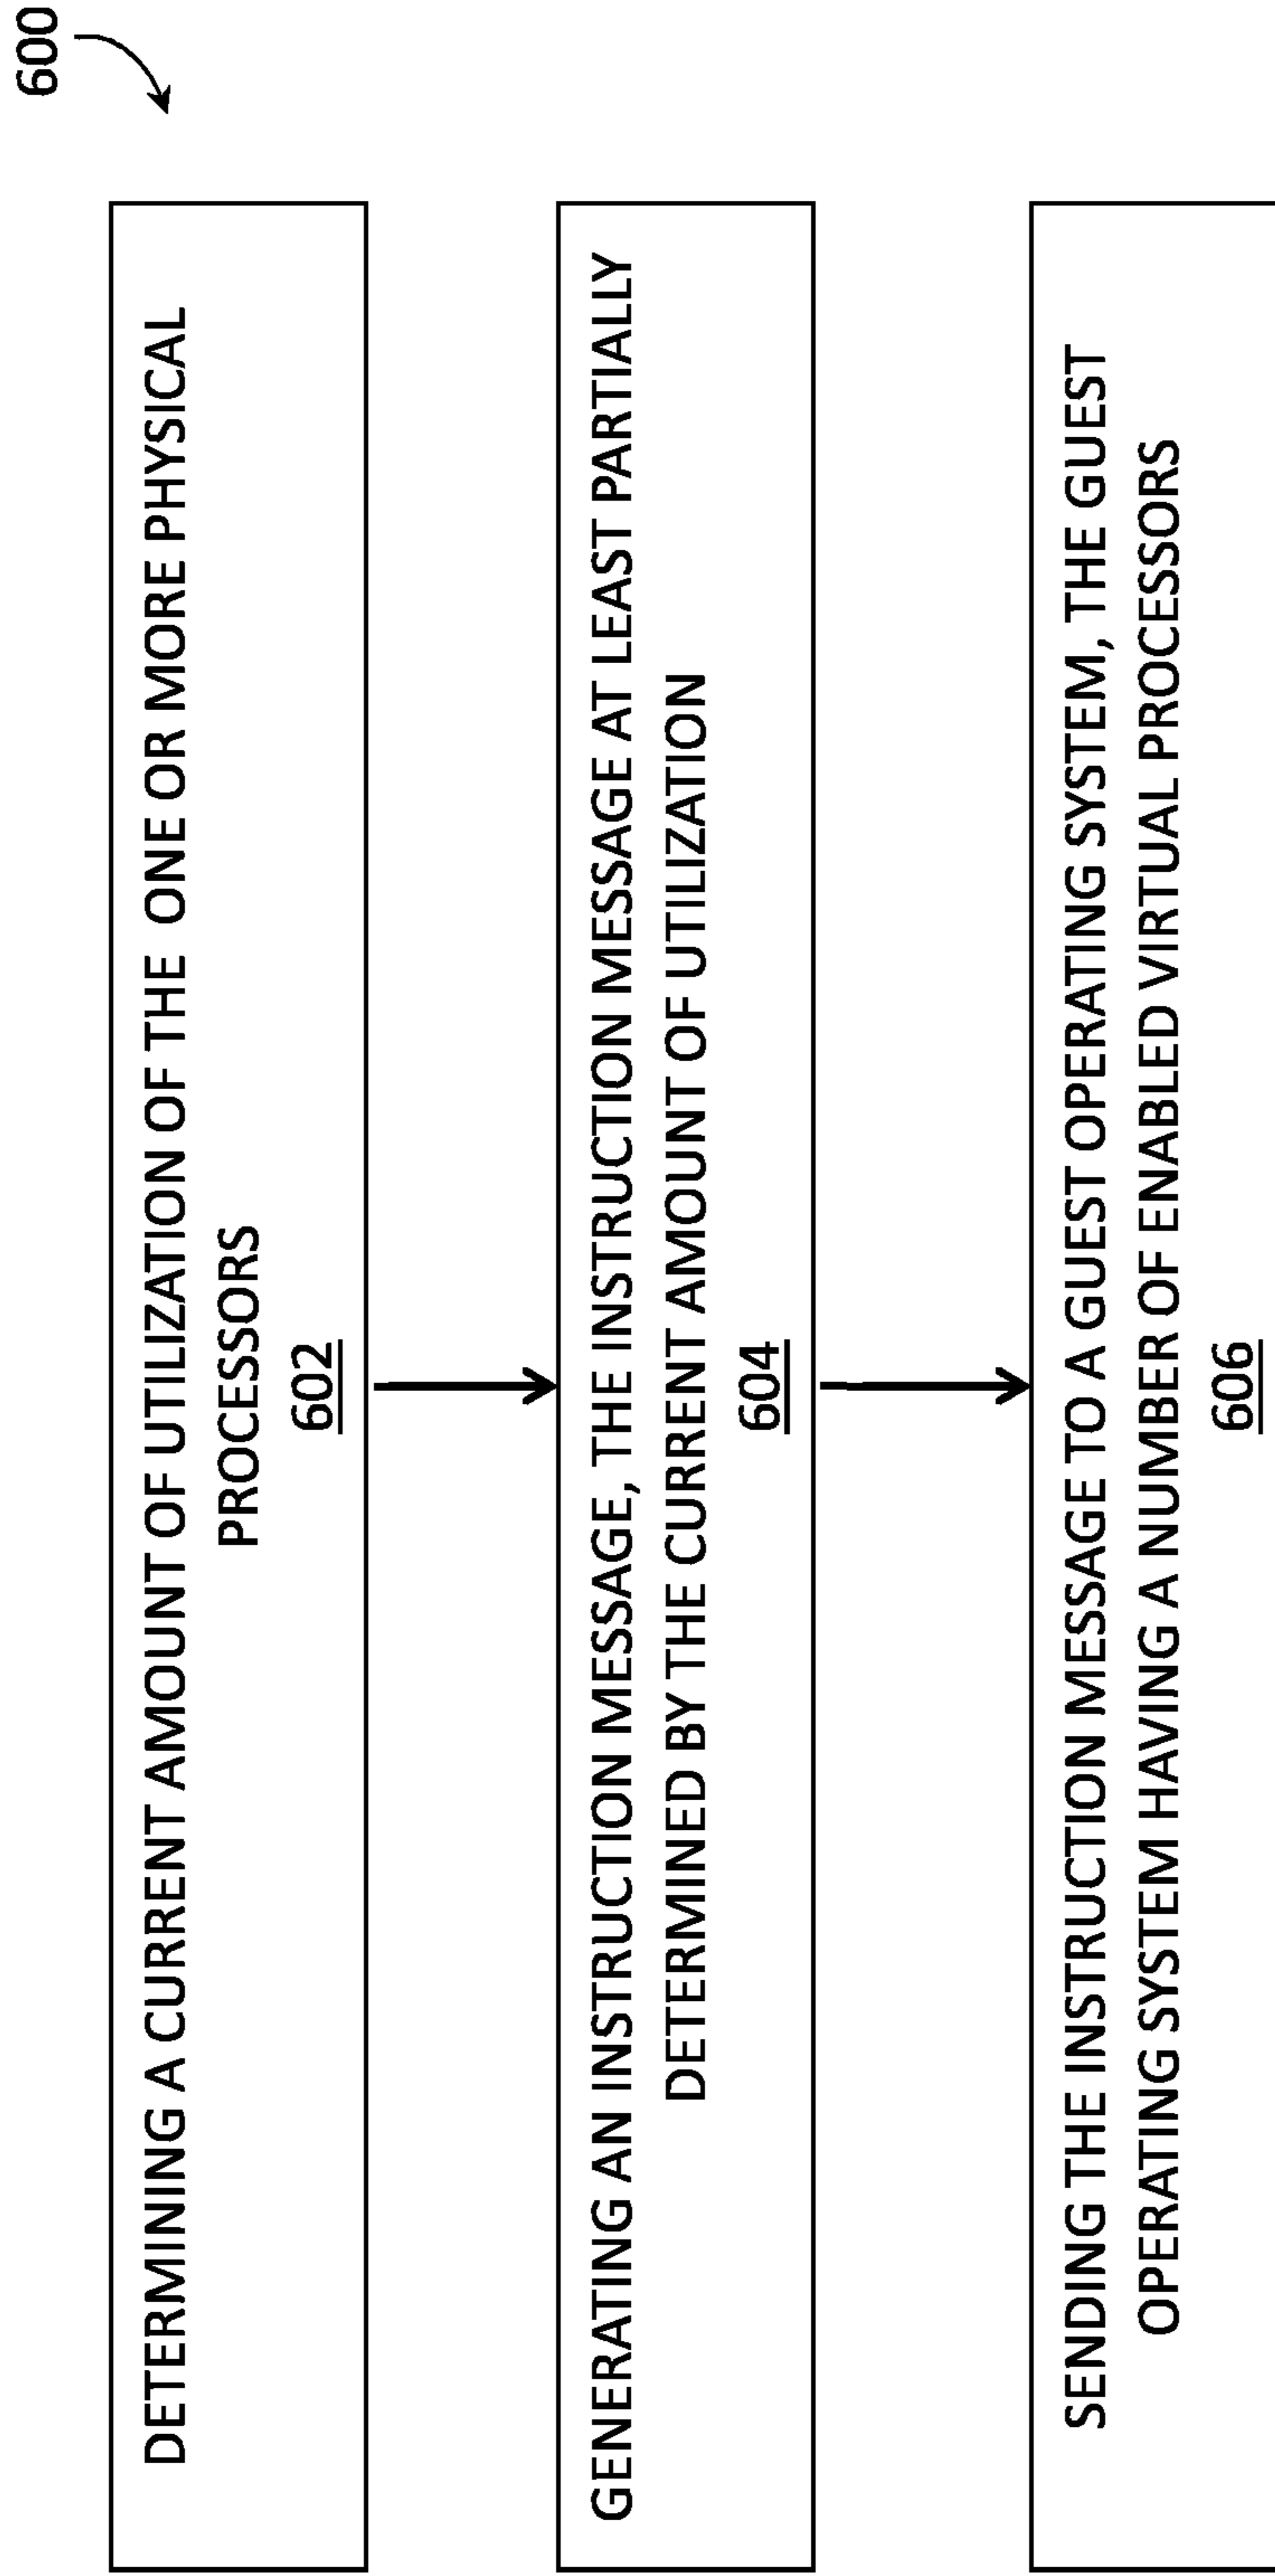 600
DETERMINING A CURRENT AMOUNT OF UTILIZATION OF THE ONE OR MORE PHYSICAL
PROCESSORS
602
GENERATING AN INSTRUCTION MESSAGE, THE INSTRUCTION MESSAGE AT LEAST PARTIALLY
DETERMINED BY THE CURRENT AMOUNT OF UTILIZATION
604
SENDING THE INSTRUCTION MESSAGE TO A GUEST OPERATING SYSTEM, THE GUEST
OPERATING SYSTEM HAVING A NUMBER OF ENABLED VIRTUAL PROCESSORS
606